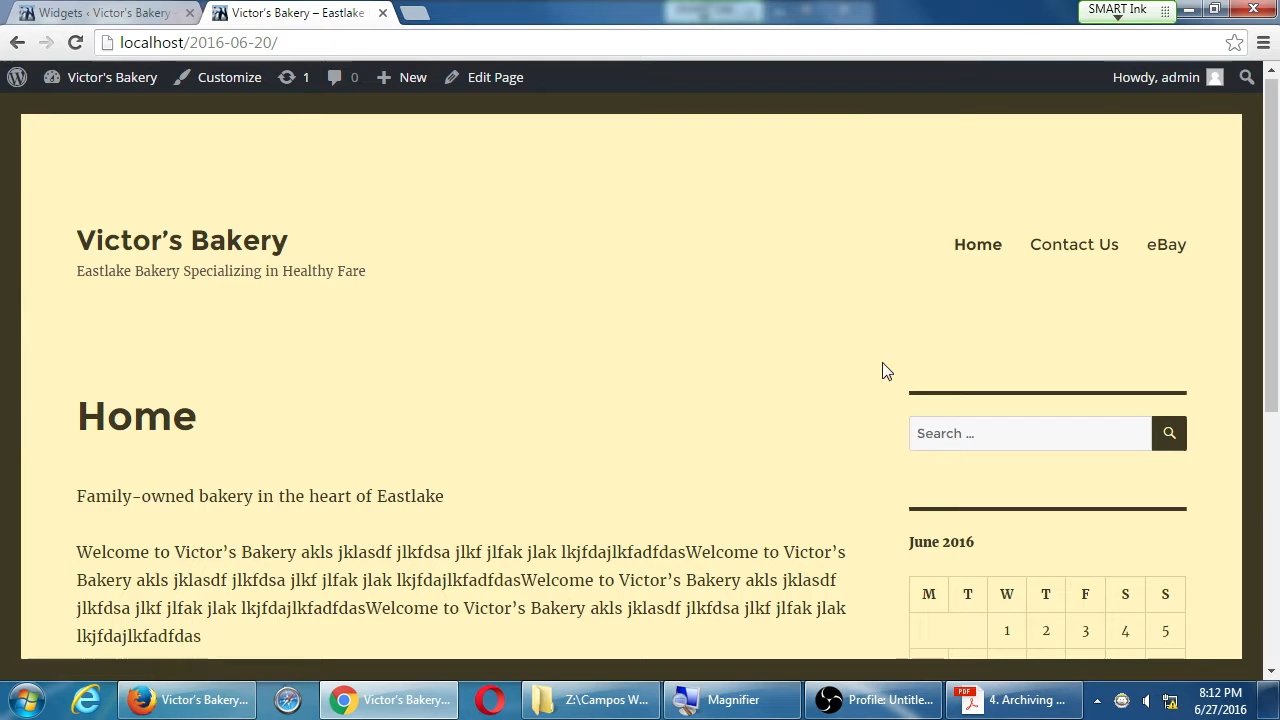 Widgets ‹ Victor's Bakery
Victor's Bakery – Eastlake
SMART Ink
localhost/2016-06-20/
Victor's Bakery
Customize
1
0
New
Edit Page
Howdy, admin
Victor's Bakery
Eastlake Bakery Specializing in Healthy Fare
Home
Contact Us
eBay
Home
Search …
Family-owned bakery in the heart of Eastlake
Welcome to Victor's Bakery akls jklasdf jlkfdsa jlkf jlfak jlak lkjfdajlkfadfdasWelcome to Victor's
Bakery akls jklasdf jlkfdsa jlkf jlfak jlak lkjfdajlkfadfdasWelcome to Victor's Bakery akls jklasdf
jlkfdsa jlkf jlfak jlak lkjfdajlkfadfdasWelcome to Victor's Bakery akls jklasdf jlkfdsa jlkf jlfak jlak
lkjfdajlkfadfdas
June 2016
M T W T F S S
1 2 3 4 5
Victor's Bakery...
Victor's Bakery...
Z:\Campos W...
Magnifier
Profile: Untitle...
PDF
4. Archiving ...
8:12 PM
6/27/2016